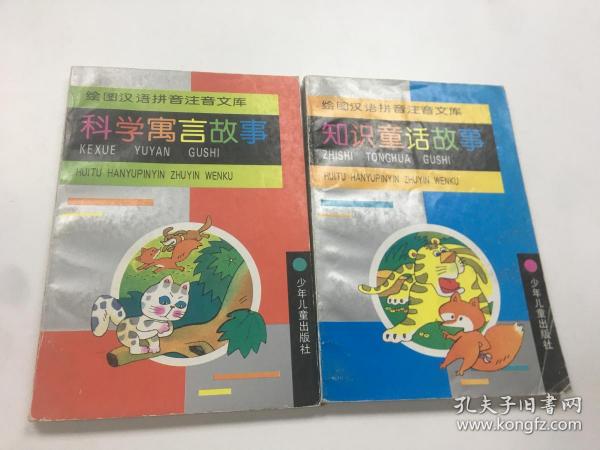 绘图汉语拼音注音文库
科学寓言故事
KEXUE YUYAN GUSHI
HUITU HANYUPINYIN ZHUYIN WENKU
少年儿童出版社
绘图汉语拼音注音文库
知识童话故事
ZHISHI TONGHUA GUSHI
HUITU HANYUPINYIN ZHUYIN WENKU
少年儿童出版社
孔夫子旧书网
www.kongfz.com